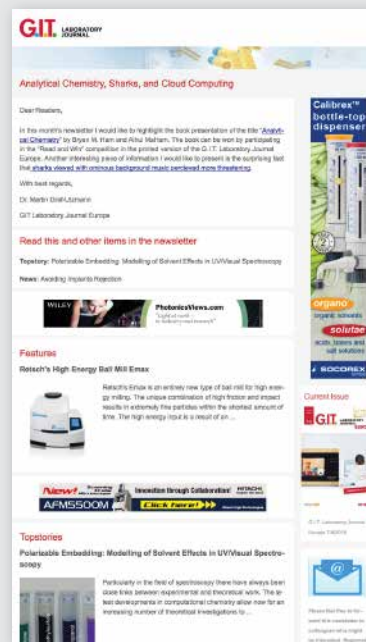 G.I.T. LABORATORY
JOURNAL
Analytical Chemistry, Sharks, and Cloud Computing
Dear Readers,
In this month's newsletter I would like to highlight the book presentation of the title "Analyti-
cal Chemistry" by Bryan M. Ham and Aihui MaHam. The book can be won by participating
in the "Read and Win" competition in the printed version of the G.I.T. Laboratory Journal
Europe. Another interesting piece of information I would like to present is the surprising fact
that sharks viewed with ominous background music perceived more threatening.
With best regards,
Dr. Martin
GIT Laboratory Journal Europe
Read this and other items in the newsletter
Topstory: Polarizable Embedding: Modelling of Solvent Effects in UV/Visual Spectroscopy
News: Avoiding Implants Rejection
WILEY
PhotonicsViews.com
Features
Retsch's High Energy Ball Mill Emax
Retsch's Emax is an entirely new type of ball mill for high ener-
gy milling. The unique combination of high friction and impact
results in extremely fine particles within the shortest amount of
time. The high energy input is a result of an ...
New!
AFM5500M
Innovation through Collaboration!
Click here!
HITACHI
Topstories
Polarizable Embedding: Modelling of Solvent Effects in UV/Visual Spectro-
scopy
Particularly in the field of spectroscopy there have always been
close links between experimental and theoretical work. The la-
test developments in computational chemistry allow now for an
increasing number of theoretical investigations to ...
Calibrex™
bottle-top
dispenser
organo
organic solvents
solutae
acids, bases and
salt solutions
SOCOREX
Current Issue
G.I.T.